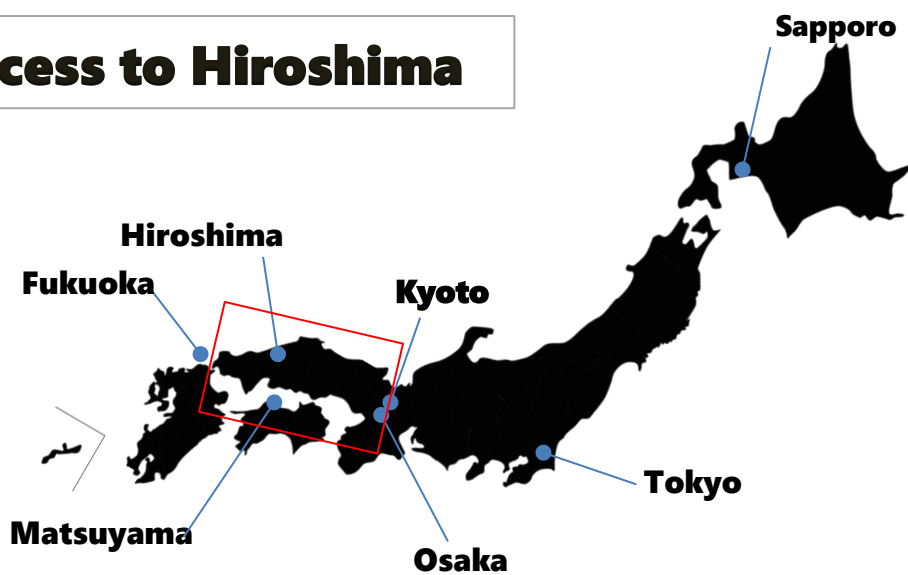 Sapporo
cess to Hiroshima
Hiroshima
Fukuoka
Kyoto
Tokyo
Matsuyama
Osaka